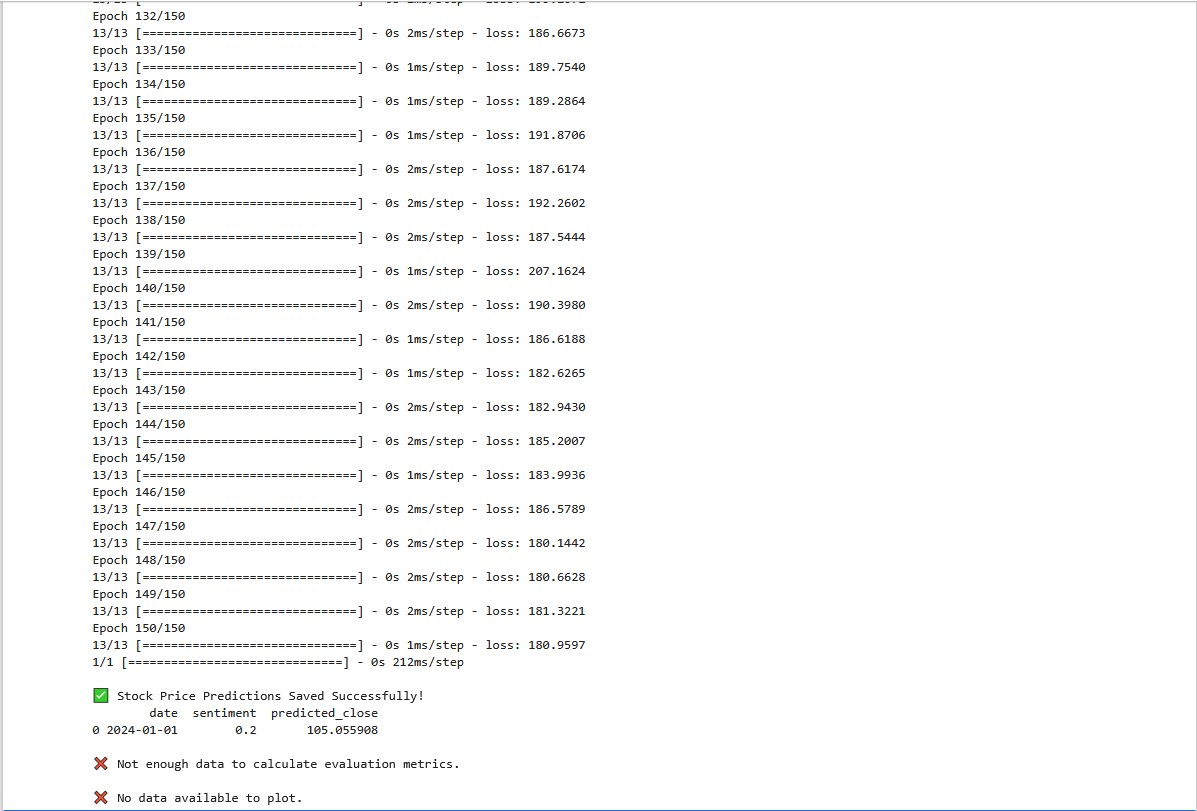 Epoch 132/150
13/13 [==============================] - 0s 2ms/step - loss: 186.6673
Epoch 133/150
13/13 [==============================] - 0s 1ms/step - loss: 189.7540
Epoch 134/150
13/13 [==============================] - 0s 1ms/step - loss: 189.2864
Epoch 135/150
13/13 [==============================] - 0s 1ms/step - loss: 191.8706
Epoch 136/150
13/13 [==============================] - 0s 2ms/step - loss: 187.6174
Epoch 137/150
13/13 [==============================] - 0s 2ms/step - loss: 192.2602
Epoch 138/150
13/13 [==============================] - 0s 2ms/step - loss: 187.5444
Epoch 139/150
13/13 [==============================] - 0s 1ms/step - loss: 207.1624
Epoch 140/150
13/13 [==============================] - 0s 2ms/step - loss: 190.3980
Epoch 141/150
13/13 [==============================] - 0s 1ms/step - loss: 186.6188
Epoch 142/150
13/13 [==============================] - 0s 1ms/step - loss: 182.6265
Epoch 143/150
13/13 [==============================] - 0s 2ms/step - loss: 182.9430
Epoch 144/150
13/13 [==============================] - 0s 2ms/step - loss: 185.2007
Epoch 145/150
13/13 [==============================] - 0s 1ms/step - loss: 183.9936
Epoch 146/150
13/13 [==============================] - 0s 2ms/step - loss: 186.5789
Epoch 147/150
13/13 [==============================] - 0s 2ms/step - loss: 180.1442
Epoch 148/150
13/13 [==============================] - 0s 2ms/step - loss: 180.6628
Epoch 149/150
13/13 [==============================] - 0s 2ms/step - loss: 181.3221
Epoch 150/150
13/13 [==============================] - 0s 1ms/step - loss: 180.9597
1/1 [==============================] - 0s 212ms/step
✅ Stock Price Predictions Saved Successfully!
date sentiment predicted_close
0 2024-01-01 0.2 105.055908
❌ Not enough data to calculate evaluation metrics.
❌ No data available to plot.